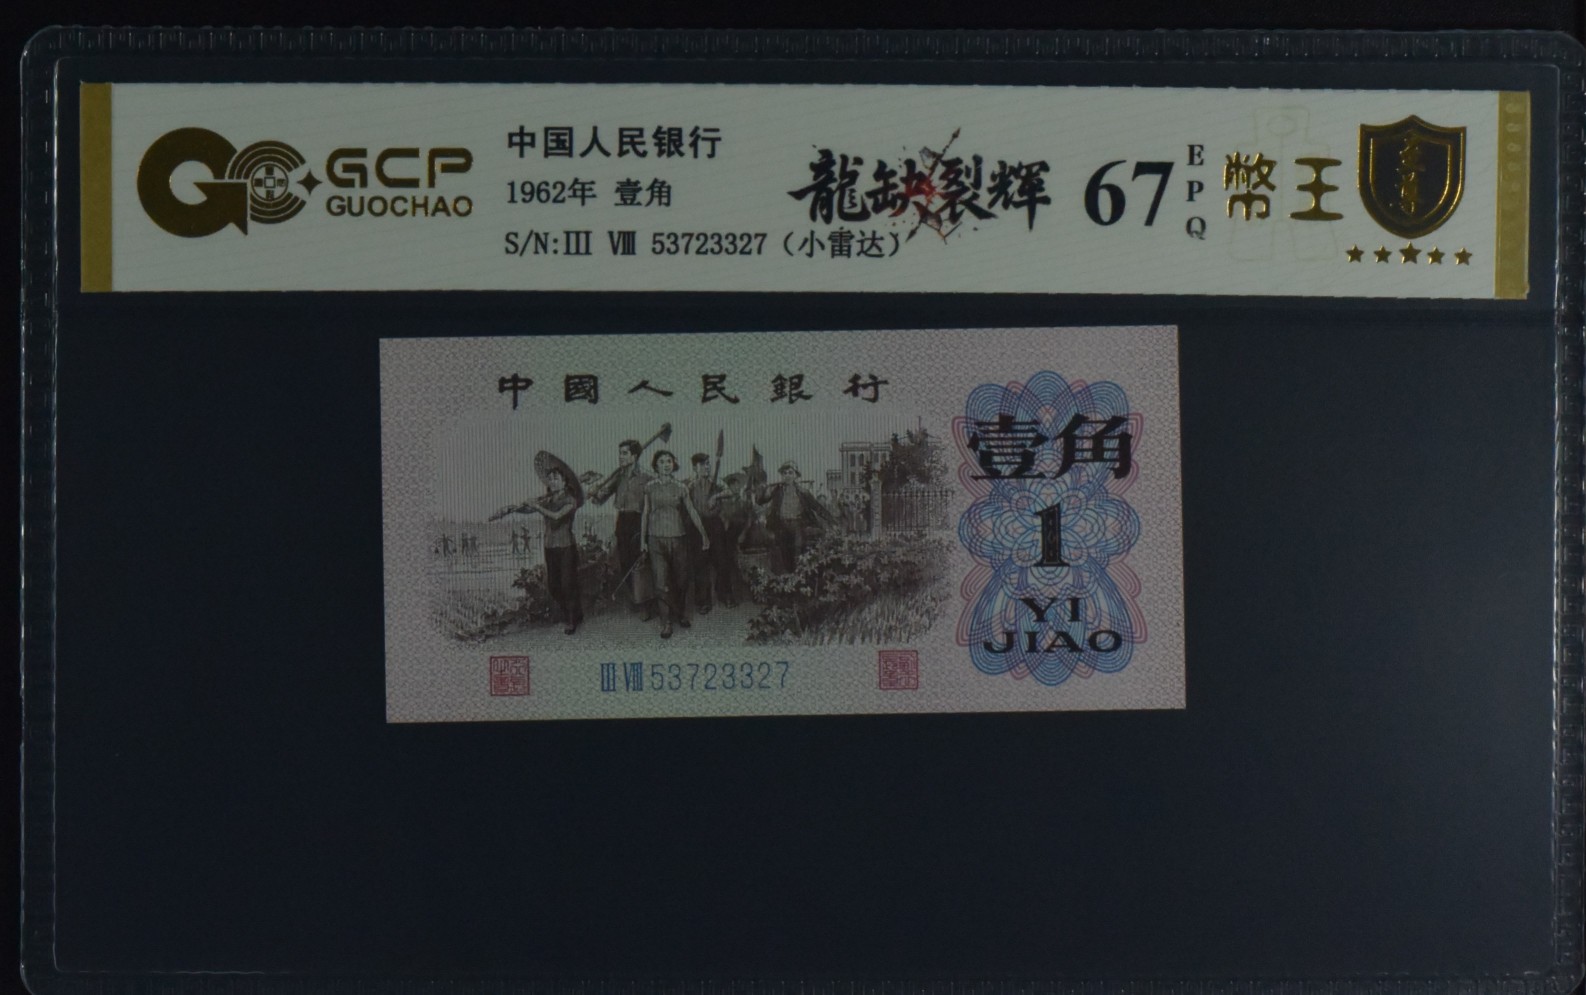 GCP
GUOCHAO
中国人民银行
1962年 壹角
S/N:III VIII 53723327（小雷达）
龍缺裂輝
67
EPQ
幣王
中國人民銀行
壹角
1
YI
JIAO
III VIII 53723327